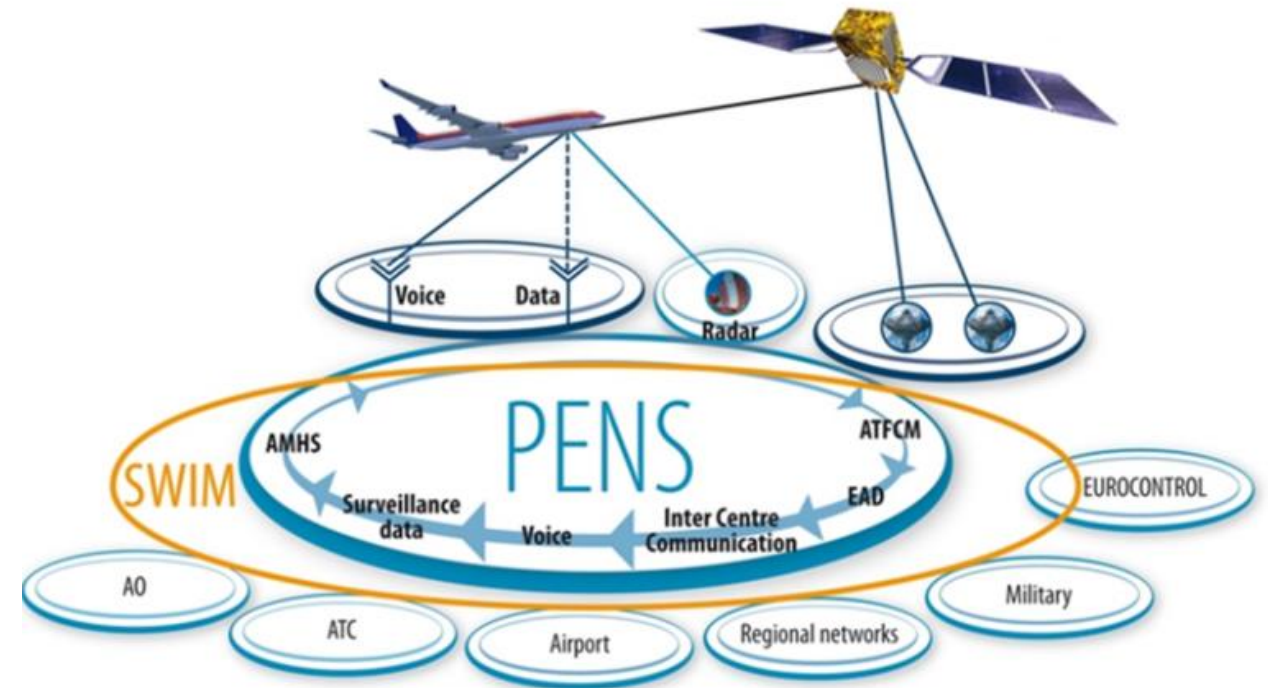 Voice
Data
Radar
PENS
AMHS
ATFCM
SWIM
EAD
EUROCONTROL
Surveillance
data
Voice
Inter Centre
Communication
AO
ATC
Airport
Regional networks
Military